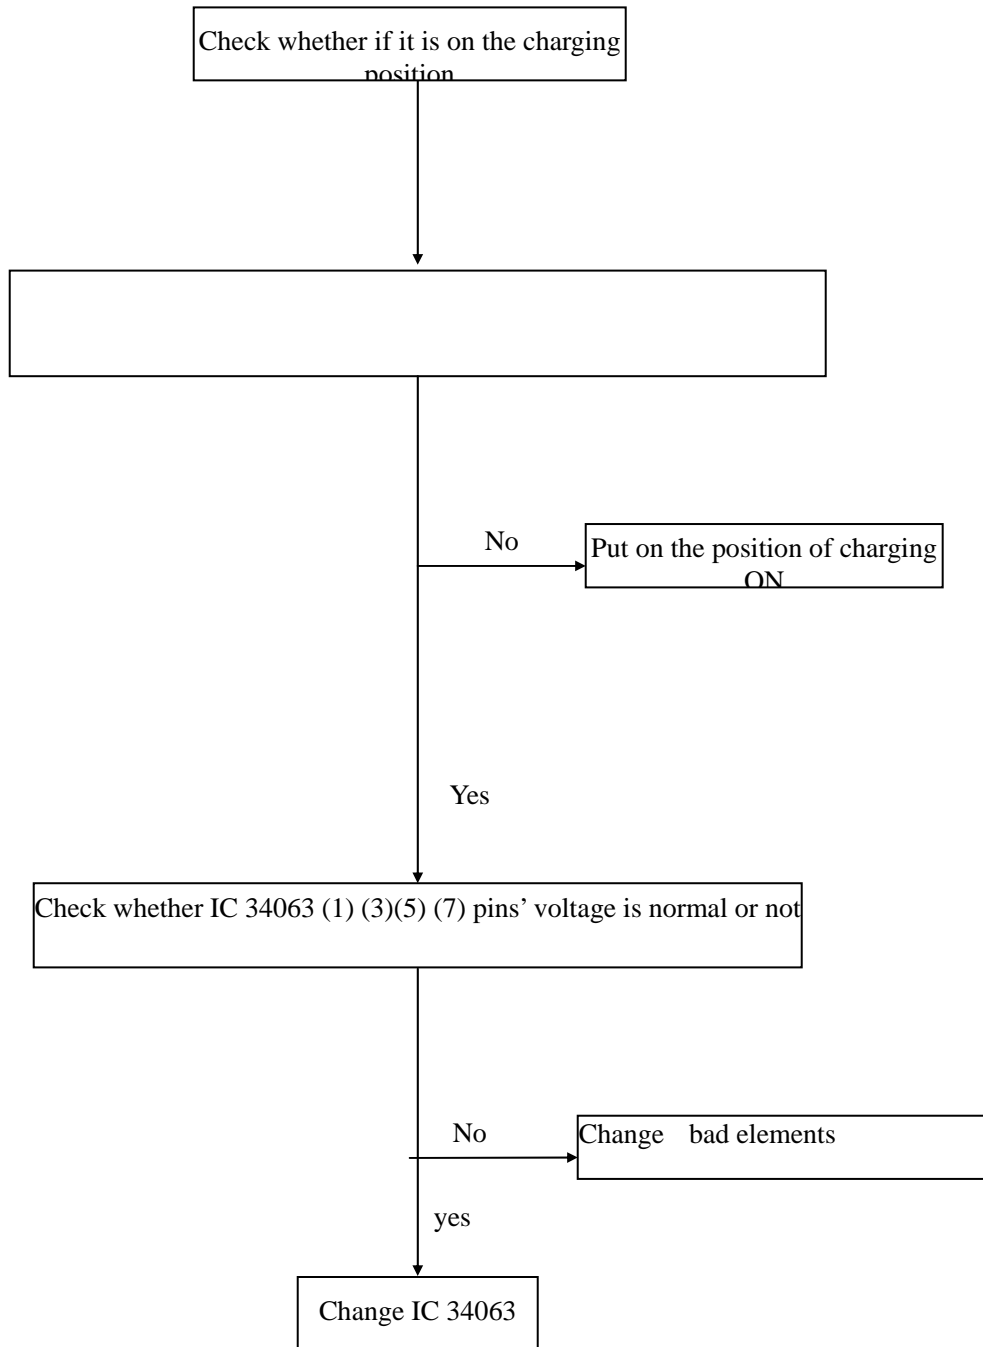 Check whether if it is on the charging
position
No
Put on the position of charging
ON
Yes
Check whether IC 34063 (1) (3)(5) (7) pins’ voltage is normal or not
No
Change bad elements
yes
Change IC 34063